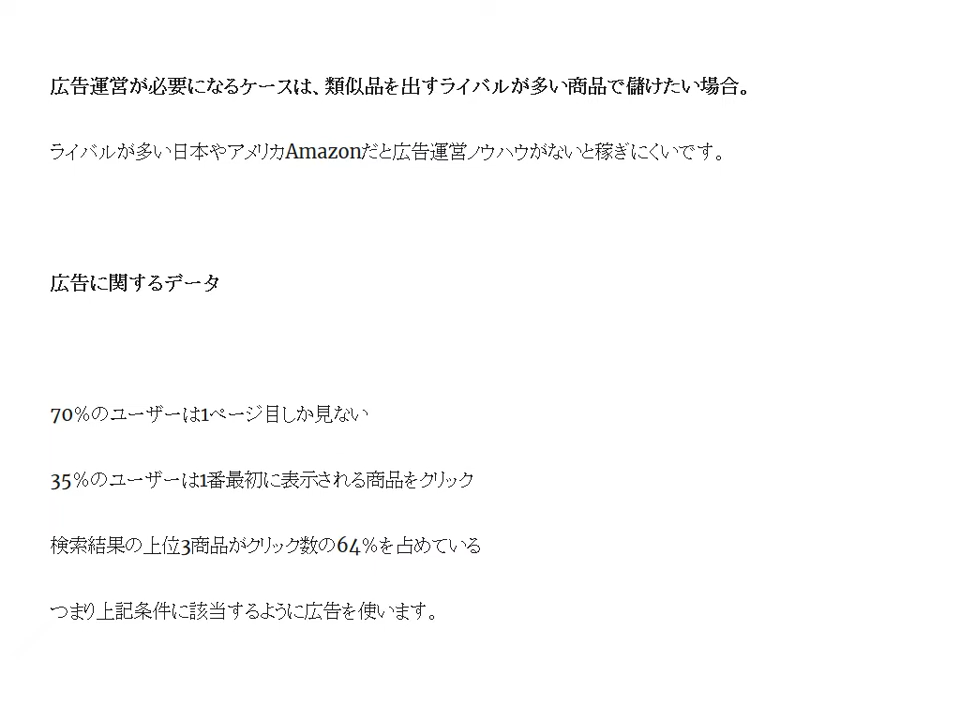 広告運営が必要になるケースは、類似品を出すライバルが多い商品で儲けたい場合。
ライバルが多い日本やアメリカAmazonだと広告運営ノウハウがないと稼ぎにくいです。
広告に関するデータ
70%のユーザーは1ページ目しか見ない
35%のユーザーは1番最初に表示される商品をクリック
検索結果の上位3商品がクリック数の64%を占めている
つまり上記条件に該当するように広告を使います。